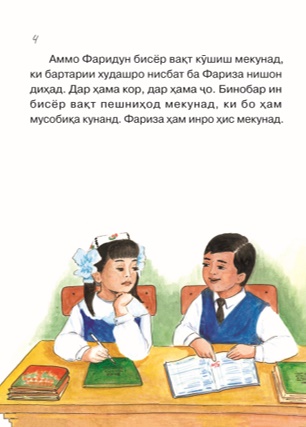 4
Аммо Фаридун бисёр вақт кӯшиш мекунад,
ки бартарии худашро нисбат ба Фариза нишон
диҳад. Дар ҳама кор, дар ҳама ҷо. Бинобар ин
бисёр вақт пешниҳод мекунад, ки бо ҳам
мусобиқа кунанд. Фариза ҳам инро ҳис мекунад.